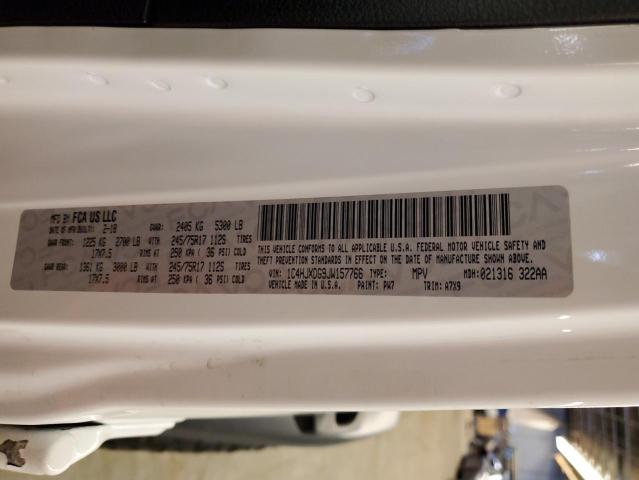 MFD BY FCA US LLC
DATE OF MFR/QUALITY: 2-18 GVWR: 2405 KG 5300 LB
GAWR FRONT: 1225 KG 2700 LB WITH 245/75R17 112S TIRES
17X7.5 RIMS AT 250 KPA ( 36 PSI) COLD
GAWR REAR: 1361 KG 3000 LB WITH 245/75R17 112S TIRES
17X7.5 RIMS AT 250 KPA ( 36 PSI) COLD
THIS VEHICLE CONFORMS TO ALL APPLICABLE U.S.A. FEDERAL MOTOR VEHICLE SAFETY AND
THEFT PREVENTION STANDARDS IN EFFECT ON THE DATE OF MANUFACTURE SHOWN ABOVE.
VIN: 1C4HJXDG9JW157766 TYPE: MPV MDH: 021316 322AA
VEHICLE MADE IN U.S.A. PAINT: PW7 TRIM: A7X9